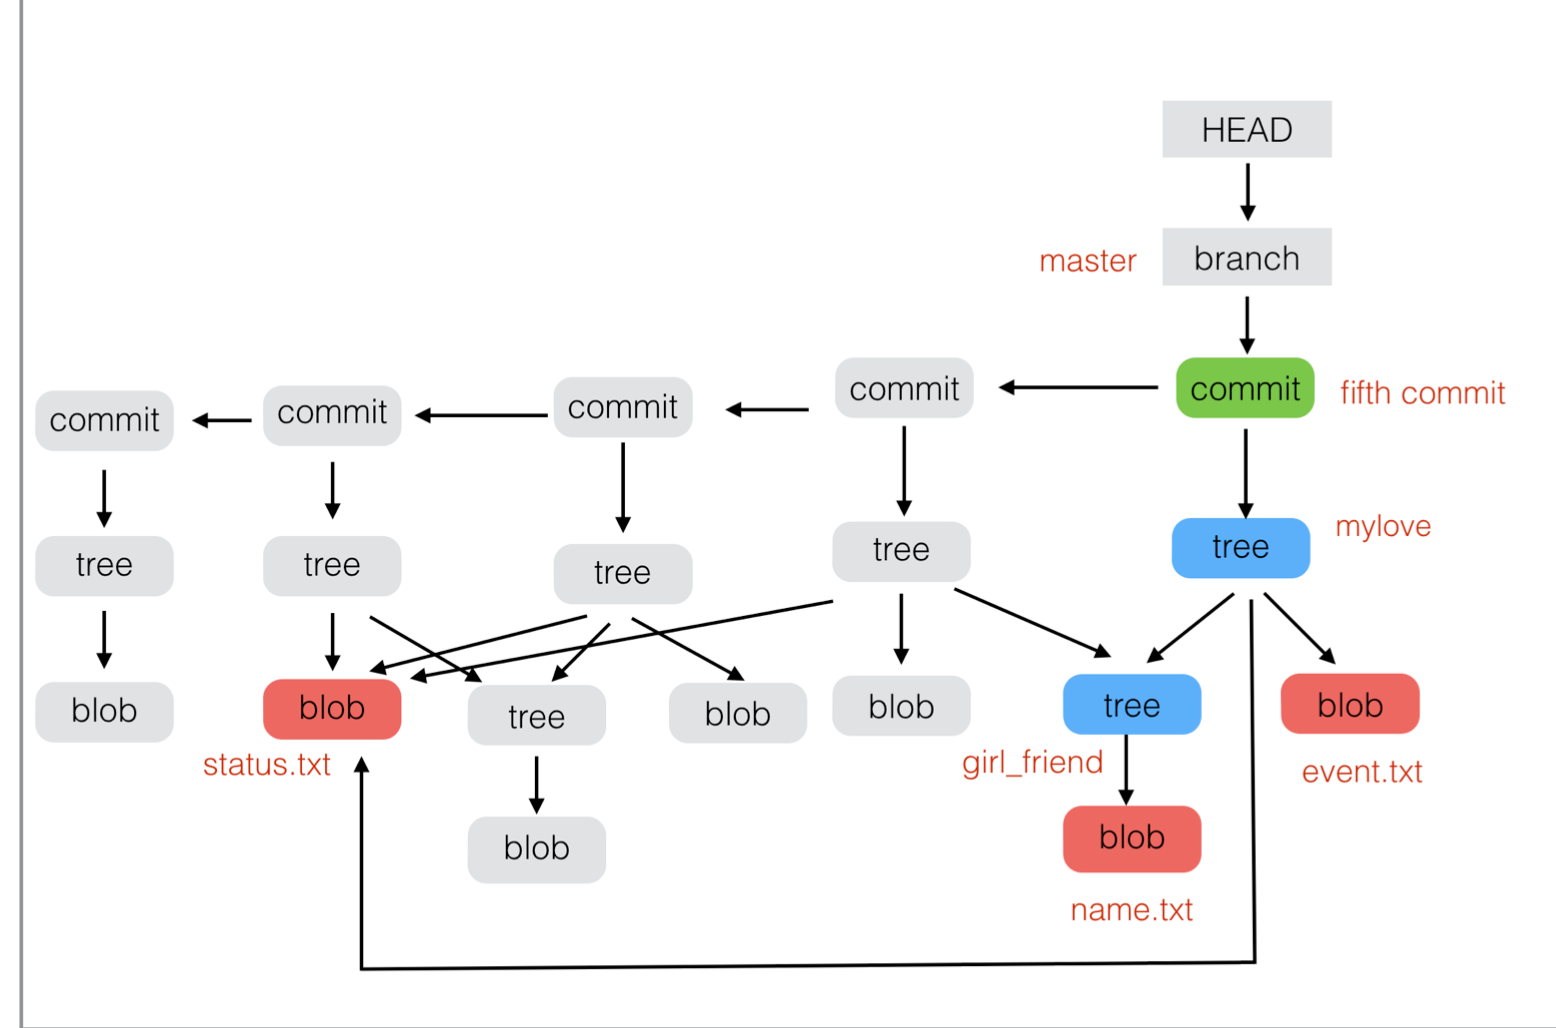 HEAD
master
branch
commit
commit
commit
commit
commit
fifth commit
tree
tree
tree
tree
tree
mylove
blob
blob
tree
blob
blob
tree
blob
status.txt
girl_friend
event.txt
blob
blob
name.txt